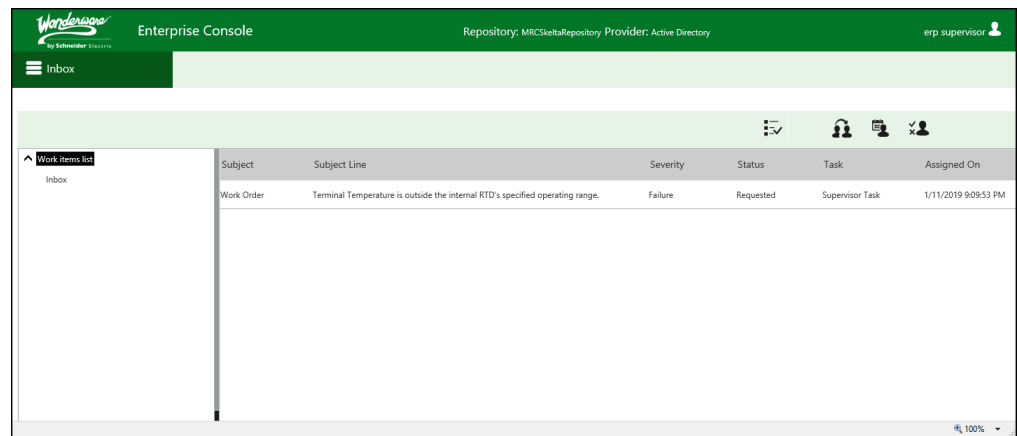 Wonderware
by Schneider Electric
Enterprise Console
Repository: MRCSkeltaRepository Provider: Active Directory
erp supervisor
Inbox
Work items list
Inbox
Subject Subject Line Severity Status Task Assigned On
Work Order Terminal Temperature is outside the internal RTD's specified operating range. Failure Requested Supervisor Task 1/11/2019 9:09:53 PM
100%